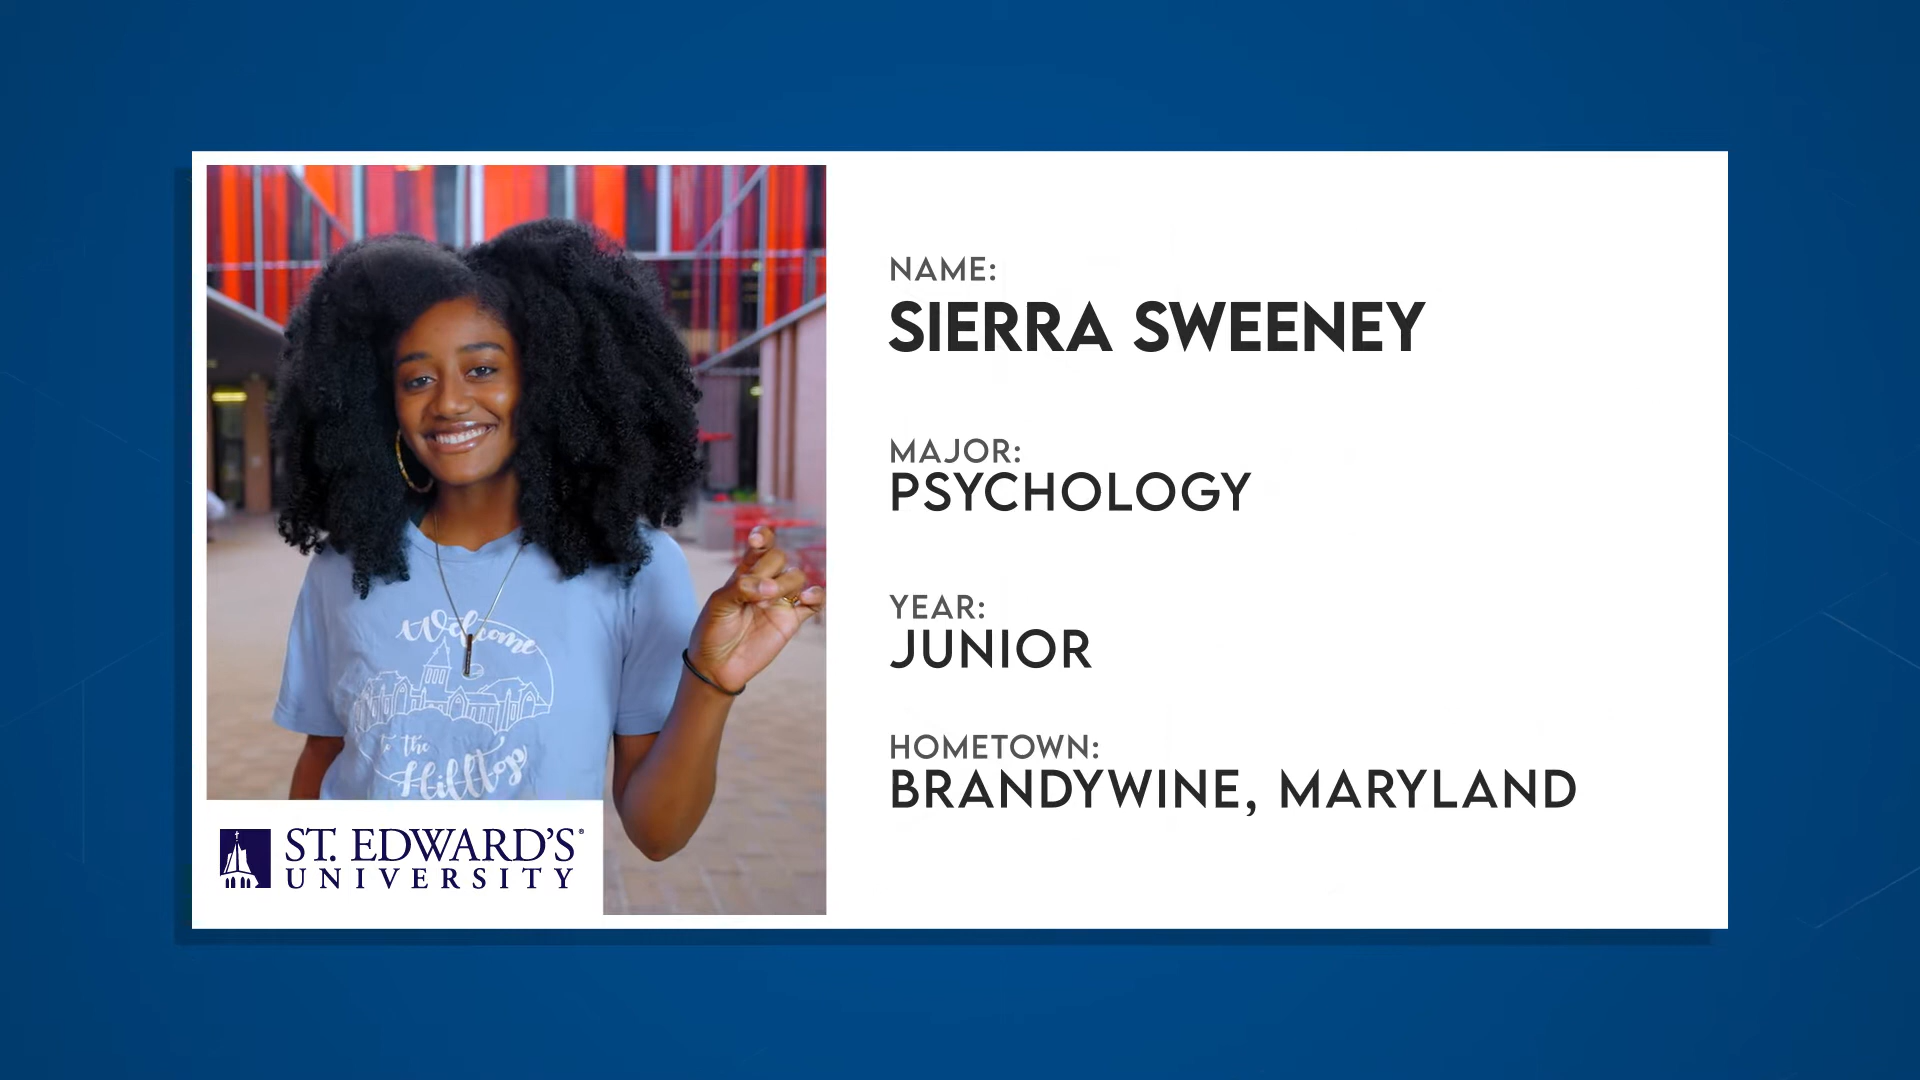 NAME:
SIERRA SWEENEY
MAJOR:
PSYCHOLOGY
YEAR:
JUNIOR
HOMETOWN:
BRANDYWINE, MARYLAND
Welcome
to the
Hilltop
ST. EDWARD'S®
UNIVERSITY